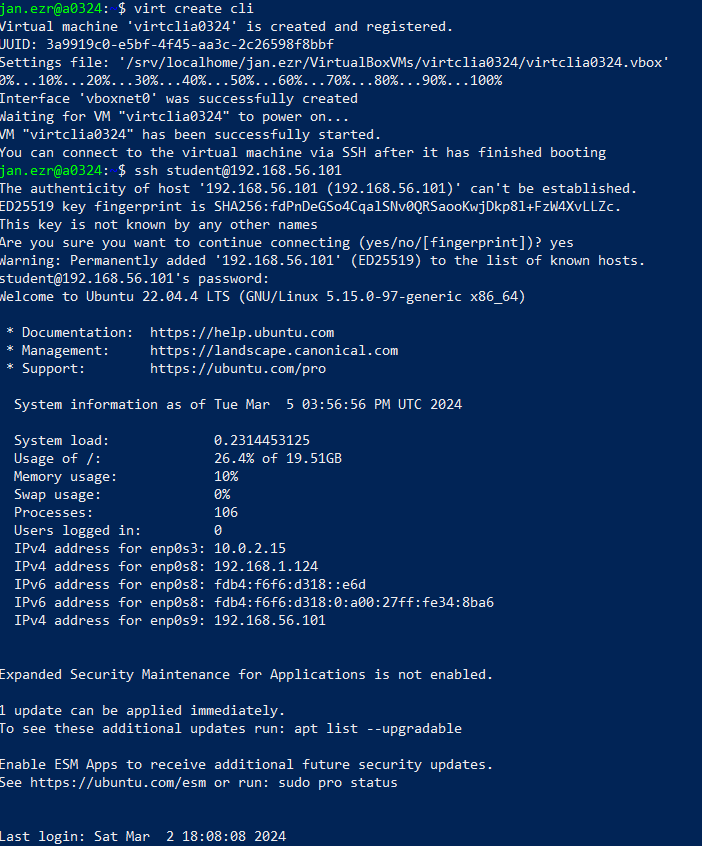 jan.ezr@a0324: $ virt create cli
Virtual machine 'virtclia0324' is created and registered.
UUID: 3a9919c0-e5bf-4f45-aa3c-2c26598f8bbf
Settings file: '/srv/localhome/jan.ezr/VirtualBoxVMs/virtclia0324/virtclia0324.vbox'
0%...10%...20%...30%...40%...50%...60%...70%...80%...90%...100%
Interface 'vboxnet0' was successfully created
Waiting for VM "virtclia0324" to power on...
VM "virtclia0324" has been successfully started.
You can connect to the virtual machine via SSH after it has finished booting
jan.ezr@a0324: $ ssh student@192.168.56.101
The authenticity of host '192.168.56.101 (192.168.56.101)' can't be established.
ED25519 key fingerprint is SHA256:fdPnDeGSo4CqalSNv0QRSaooKwjDkp8l+FzW4XvLLZc.
This key is not known by any other names
Are you sure you want to continue connecting (yes/no/[fingerprint])? yes
Warning: Permanently added '192.168.56.101' (ED25519) to the list of known hosts.
student@192.168.56.101's password:
Welcome to Ubuntu 22.04.4 LTS (GNU/Linux 5.15.0-97-generic x86_64)
* Documentation: https://help.ubuntu.com
* Management: https://landscape.canonical.com
* Support: https://ubuntu.com/pro
System information as of Tue Mar 5 03:56:56 PM UTC 2024
System load: 0.2314453125
Usage of /: 26.4% of 19.51GB
Memory usage: 10%
Swap usage: 0%
Processes: 106
Users logged in: 0
IPv4 address for enp0s3: 10.0.2.15
IPv4 address for enp0s8: 192.168.1.124
IPv6 address for enp0s8: fdb4:f6f6:d318::e6d
IPv6 address for enp0s8: fdb4:f6f6:d318:0:a00:27ff:fe34:8ba6
IPv4 address for enp0s9: 192.168.56.101
Expanded Security Maintenance for Applications is not enabled.
1 update can be applied immediately.
To see these additional updates run: apt list --upgradable
Enable ESM Apps to receive additional future security updates.
See https://ubuntu.com/esm or run: sudo pro status
Last login: Sat Mar 2 18:08:08 2024